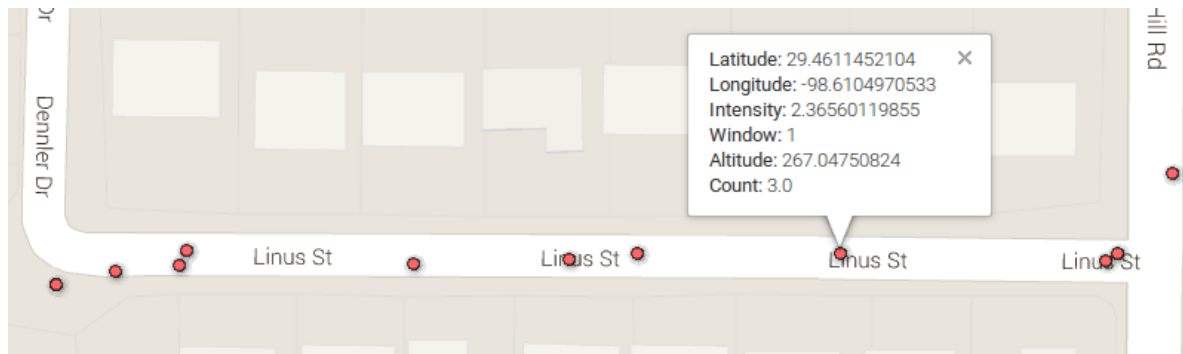 Dr
Hill Rd
Latitude: 29.4611452104
Longitude: -98.6104970533
Intensity: 2.36560119855
Window: 1
Altitude: 267.04750824
Count: 3.0
Dennler Dr
Linus St
Linus St
Linus St
Linus St